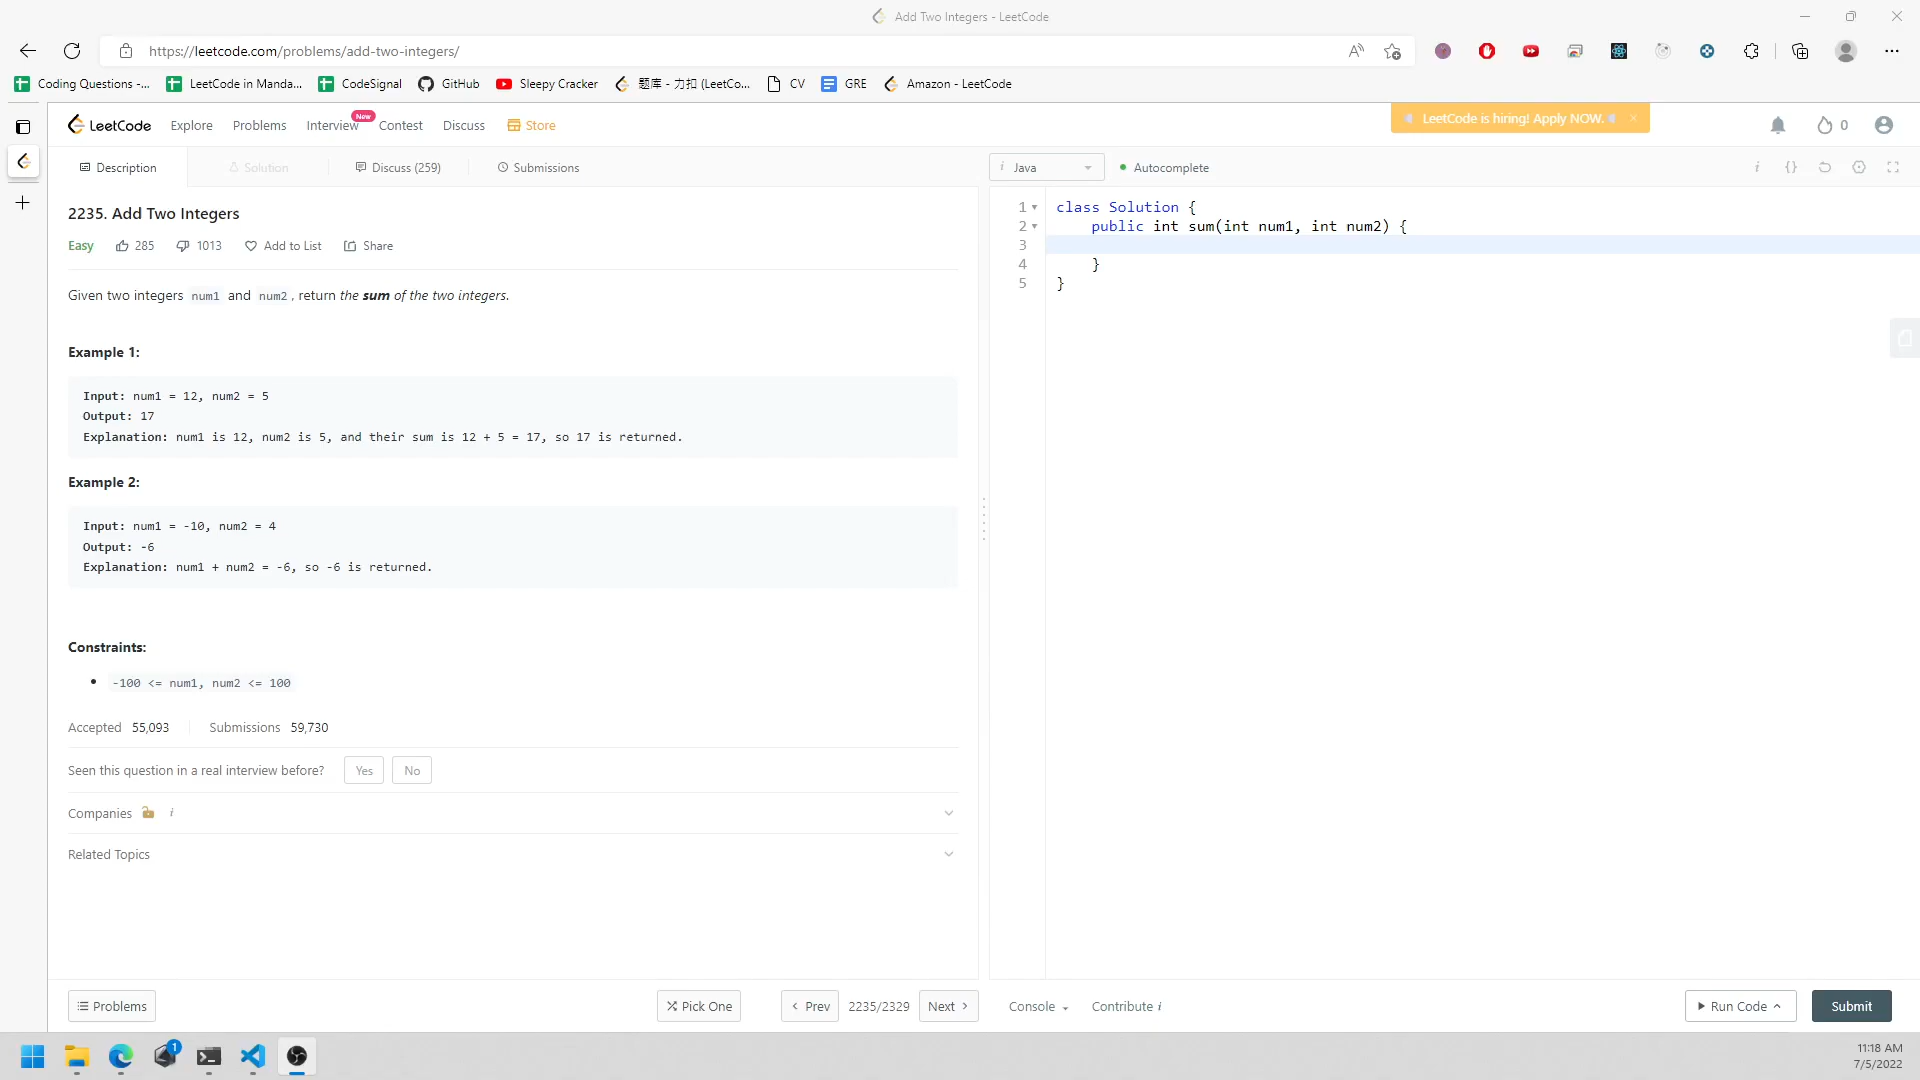 Add Two Integers - LeetCode
https://leetcode.com/problems/add-two-integers/
Coding Questions -... LeetCode in Manda... CodeSignal GitHub Sleepy Cracker 题库 - 力扣 (LeetCo... CV GRE Amazon - LeetCode
LeetCode Explore Problems Interview New Contest Discuss Store LeetCode is hiring! Apply NOW. 0
Description Solution Discuss (259) Submissions
i Java Autocomplete i {}
2235. Add Two Integers
Easy 285 1013 Add to List Share
Given two integers num1 and num2, return the sum of the two integers.
Example 1:
Input: num1 = 12, num2 = 5
Output: 17
Explanation: num1 is 12, num2 is 5, and their sum is 12 + 5 = 17, so 17 is returned.
Example 2:
Input: num1 = -10, num2 = 4
Output: -6
Explanation: num1 + num2 = -6, so -6 is returned.
Constraints:
-100 <= num1, num2 <= 100
Accepted 55,093 Submissions 59,730
Seen this question in a real interview before? Yes No
Companies i
Related Topics
1 class Solution {
2 public int sum(int num1, int num2) {
3
4 }
5 }
Problems Pick One Prev 2235/2329 Next Console Contribute i Run Code Submit
1
11:18 AM
7/5/2022